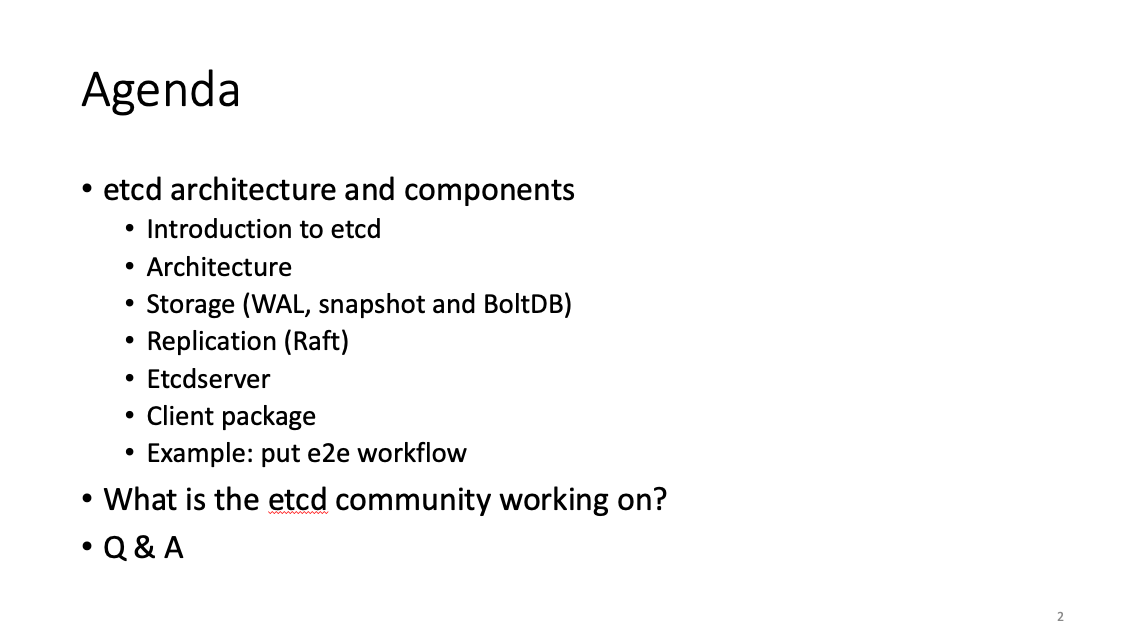 Agenda
• etcd architecture and components
• Introduction to etcd
• Architecture
• Storage (WAL, snapshot and BoltDB)
• Replication (Raft)
• Etcdserver
• Client package
• Example: put e2e workflow
• What is the etcd community working on?
• Q & A
2